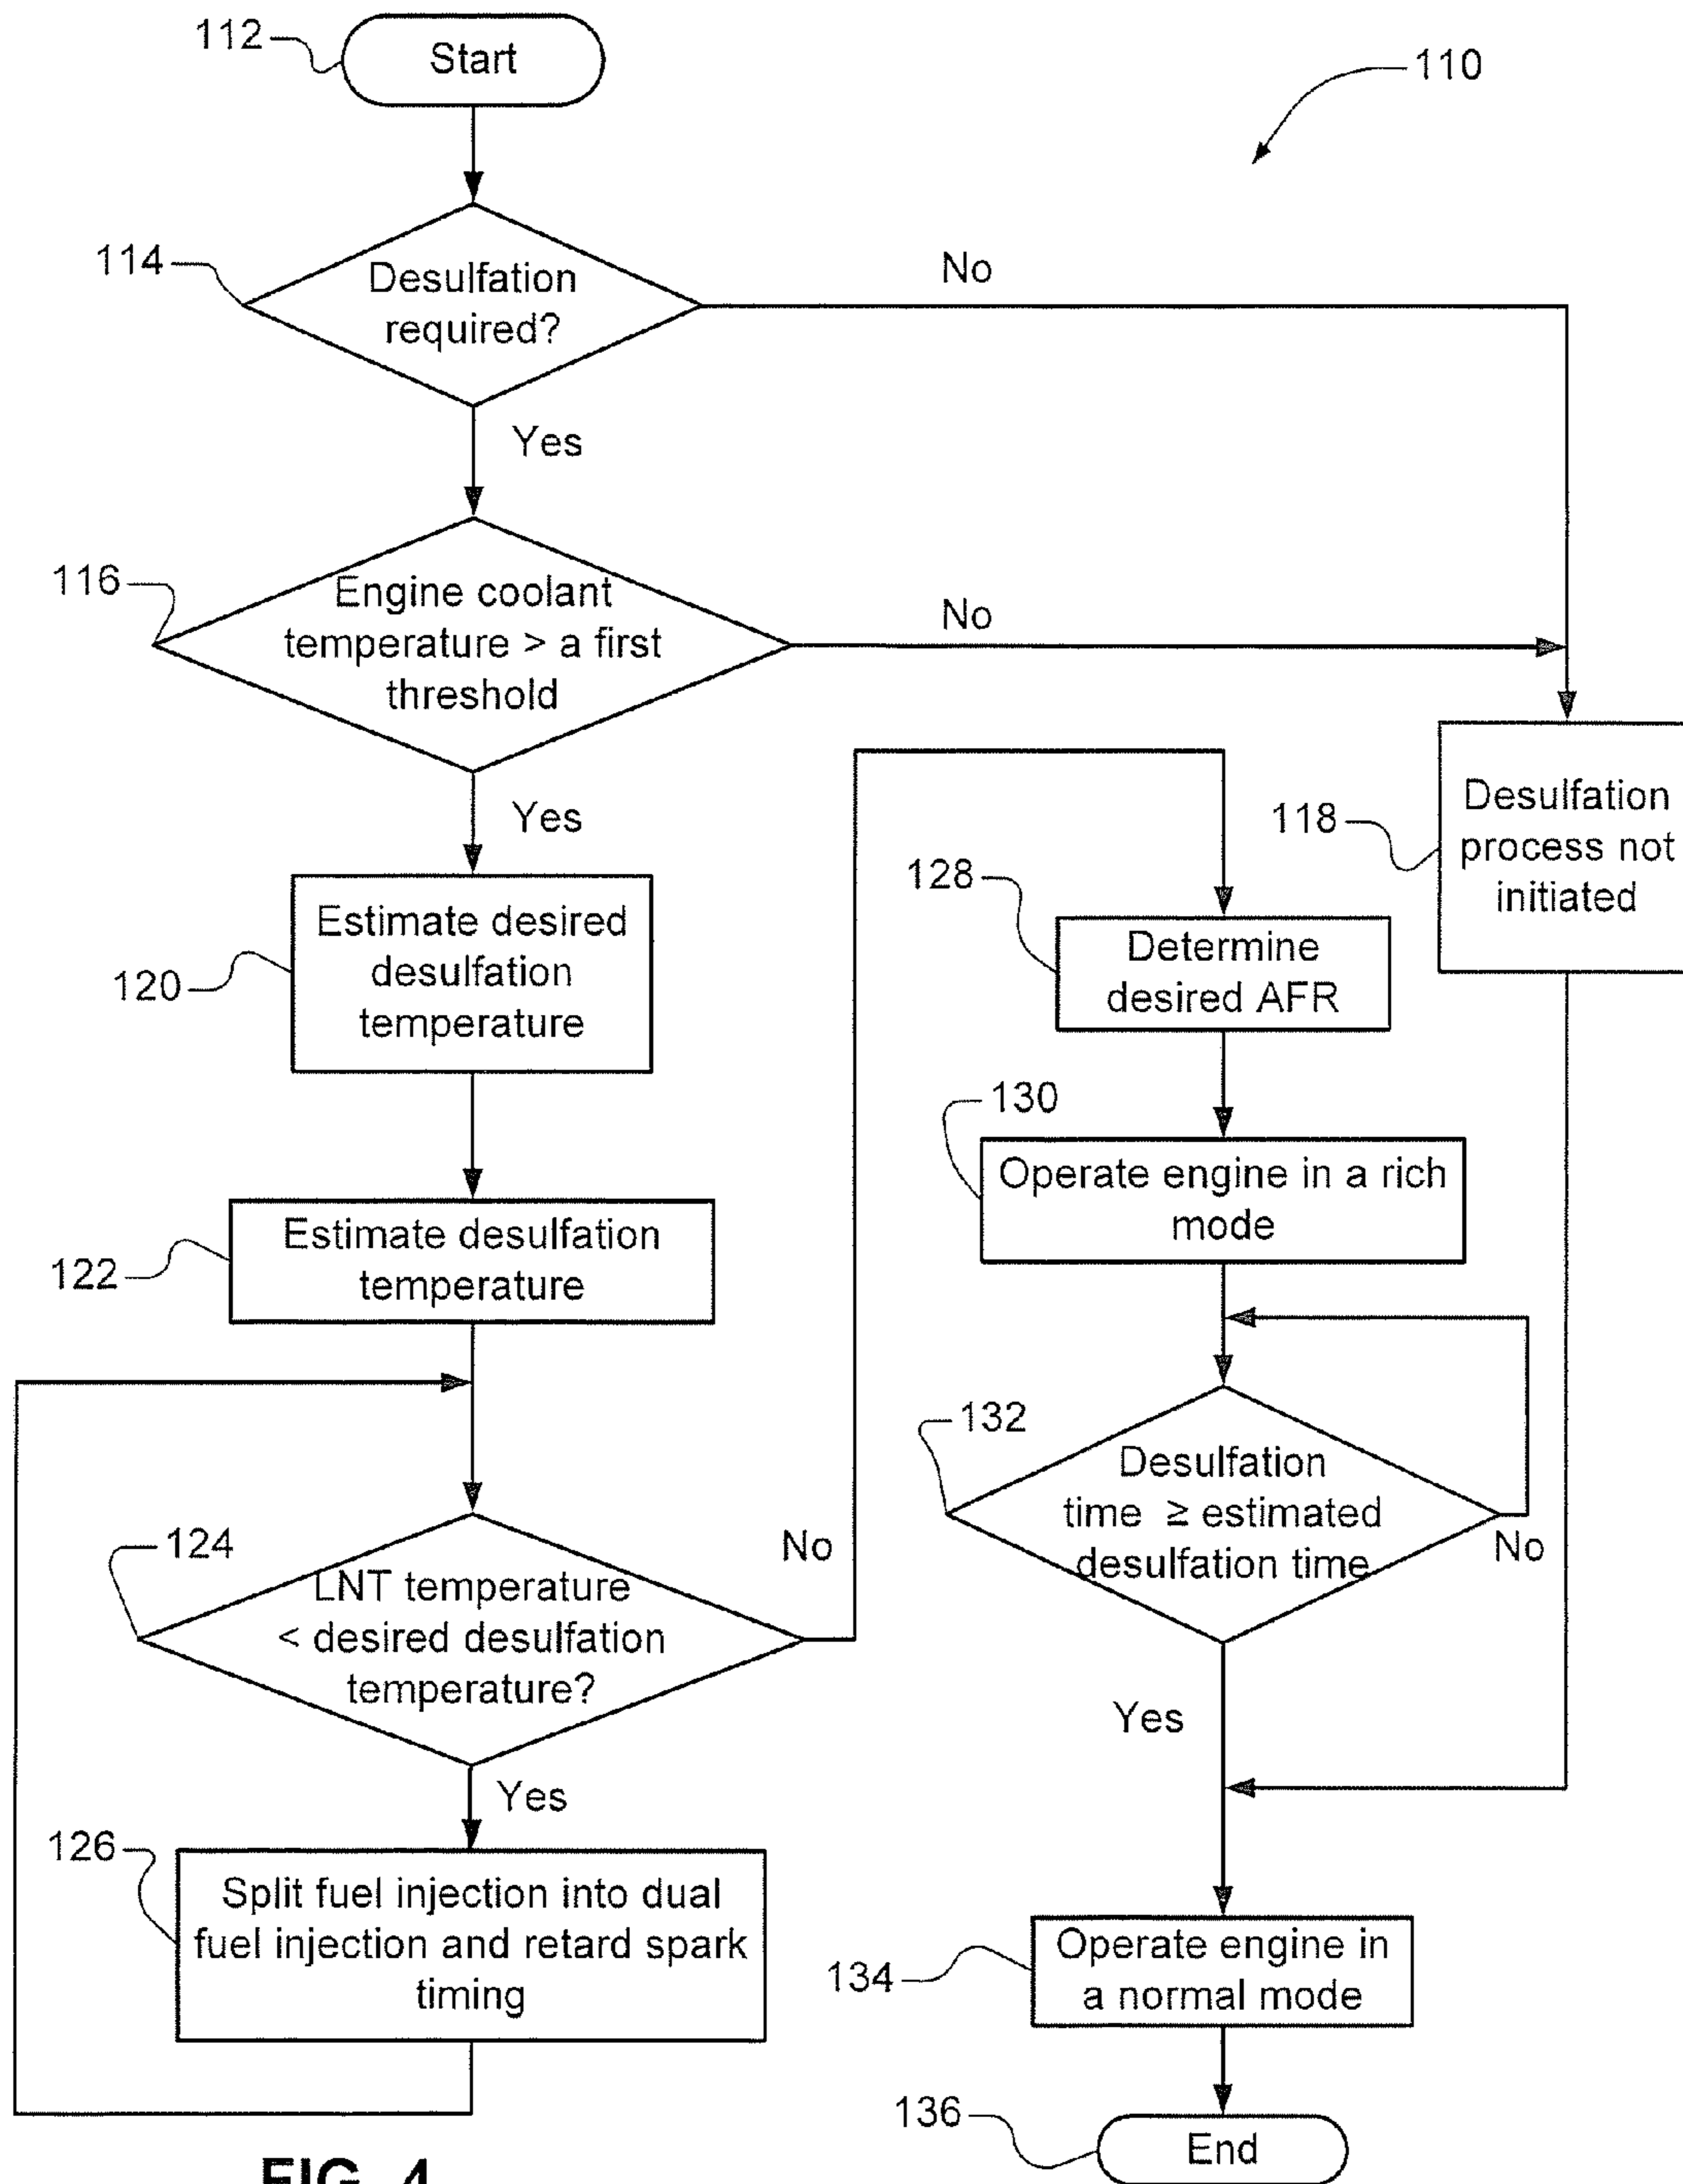 112
Start
110
114
Desulfation
required?
No
Yes
116
Engine coolant
temperature > a first
threshold
No
Yes
118
Desulfation
process not
initiated
120
Estimate desired
desulfation
temperature
128
Determine
desired AFR
130
Operate engine in a rich
mode
122
Estimate desulfation
temperature
132
Desulfation
time ≥ estimated
desulfation time
No
Yes
124
LNT temperature
< desired desulfation
temperature?
No
Yes
126
Split fuel injection into dual
fuel injection and retard spark
timing
134
Operate engine in
a normal mode
136
End
FIG. 4